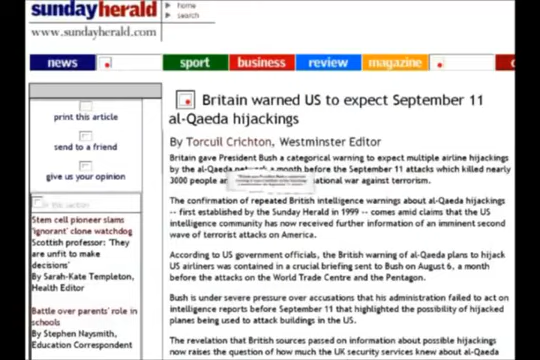 sundayherald
home
search
www.sundayherald.com
news
sport
business
review
magazine
print this article
send to a friend
give us your opinion
in this section
Stem cell pioneer slams
'ignorant' clone watchdog
Scottish professor: 'They
are unfit to make
decisions'
By Sarah-Kate Templeton,
Health Editor
Battle over parents' role in
schools
By Stephen Naysmith,
Education Correspondent
Britain warned US to expect September 11
al-Qaeda hijackings
By Torcuil Crichton, Westminster Editor
Britain gave President Bush a categorical warning to expect multiple airline hijackings
by the al-Qaeda network a month before the September 11 attacks which killed nearly
3000 people an national war against terrorism.
The confirmation of repeated British intelligence warnings about al-Qaeda hijackings
-- first established by the Sunday Herald in 1999 -- comes amid claims that the US
intelligence community has now received further information of an imminent second
wave of terrorist attacks on America.
According to US government officials, the British warning of al-Qaeda plans to hijack
US airliners was contained in a crucial briefing sent to Bush on August 6, a month
before the attacks on the World Trade Centre and the Pentagon.
Bush is under severe pressure over accusations that his administration failed to act on
intelligence reports before September 11 that highlighted the possibility of hijacked
planes being used to attack buildings in the US.
The revelation that British sources passed on information about possible hijackings
now raises the question of how much the UK security services knew about al-Qaeda